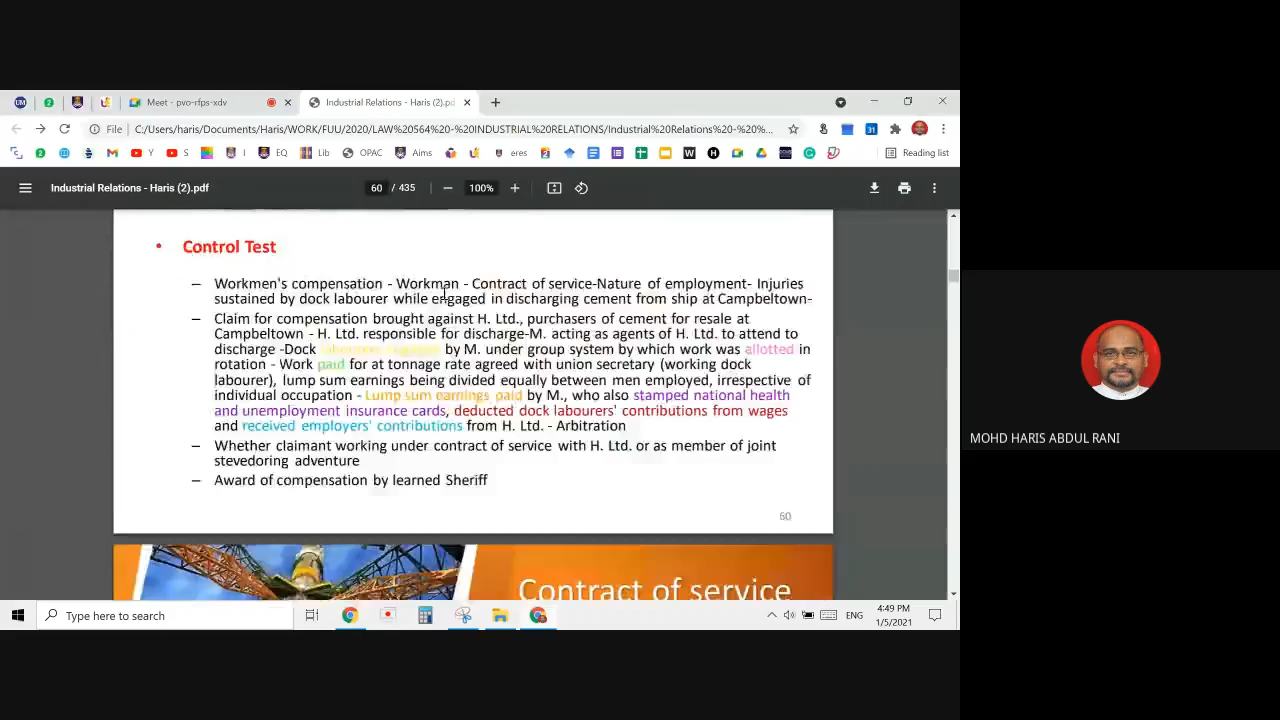 Meet - pvo-rfps-xdv
Industrial Relations - Haris (2).pd
File C:/Users/haris/Documents/Haris/WORK/FUU/2020/LAW%20564%20-%20INDUSTRIAL%20RELATIONS/Industrial%20Relations%20-%20%...
Y S I EQ Lib OPAC Aims eres Reading list
Industrial Relations - Haris (2).pdf 60 / 435 100%
• Control Test
– Workmen's compensation - Workman - Contract of service-Nature of employment- Injuries
sustained by dock labourer while engaged in discharging cement from ship at Campbeltown-
– Claim for compensation brought against H. Ltd., purchasers of cement for resale at
Campbeltown - H. Ltd. responsible for discharge-M. acting as agents of H. Ltd. to attend to
discharge -Dock labourers engaged by M. under group system by which work was allotted in
rotation - Work paid for at tonnage rate agreed with union secretary (working dock
labourer), lump sum earnings being divided equally between men employed, irrespective of
individual occupation - Lump sum earnings paid by M., who also stamped national health
and unemployment insurance cards, deducted dock labourers' contributions from wages
and received employers' contributions from H. Ltd. - Arbitration
– Whether claimant working under contract of service with H. Ltd. or as member of joint
stevedoring adventure
– Award of compensation by learned Sheriff
60
Contract of service
MOHD HARIS ABDUL RANI
Type here to search
ENG
4:49 PM
1/5/2021